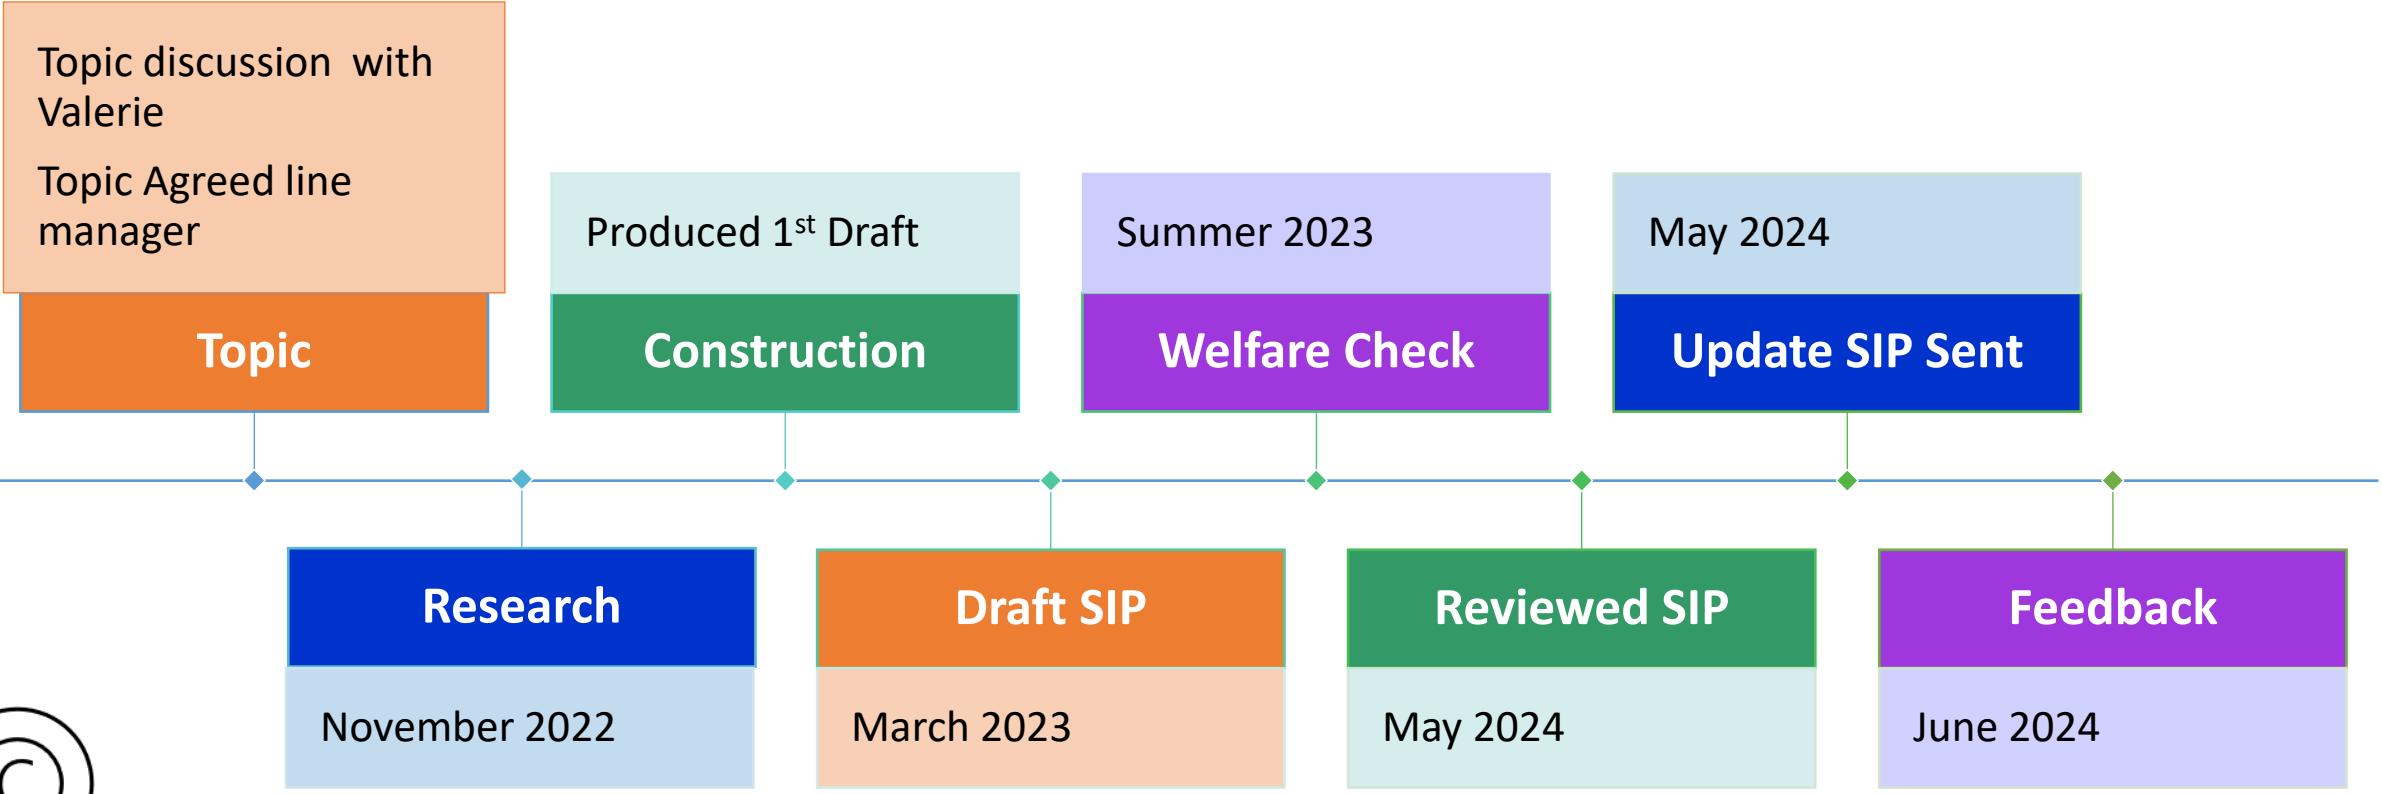 Topic discussion  with
Valerie
Topic Agreed line
manager
Topic
Produced 1st Draft
Construction
Summer 2023
Welfare Check
May 2024
Update SIP Sent
Research
November 2022
Draft SIP
March 2023
Reviewed SIP
May 2024
Feedback
June 2024